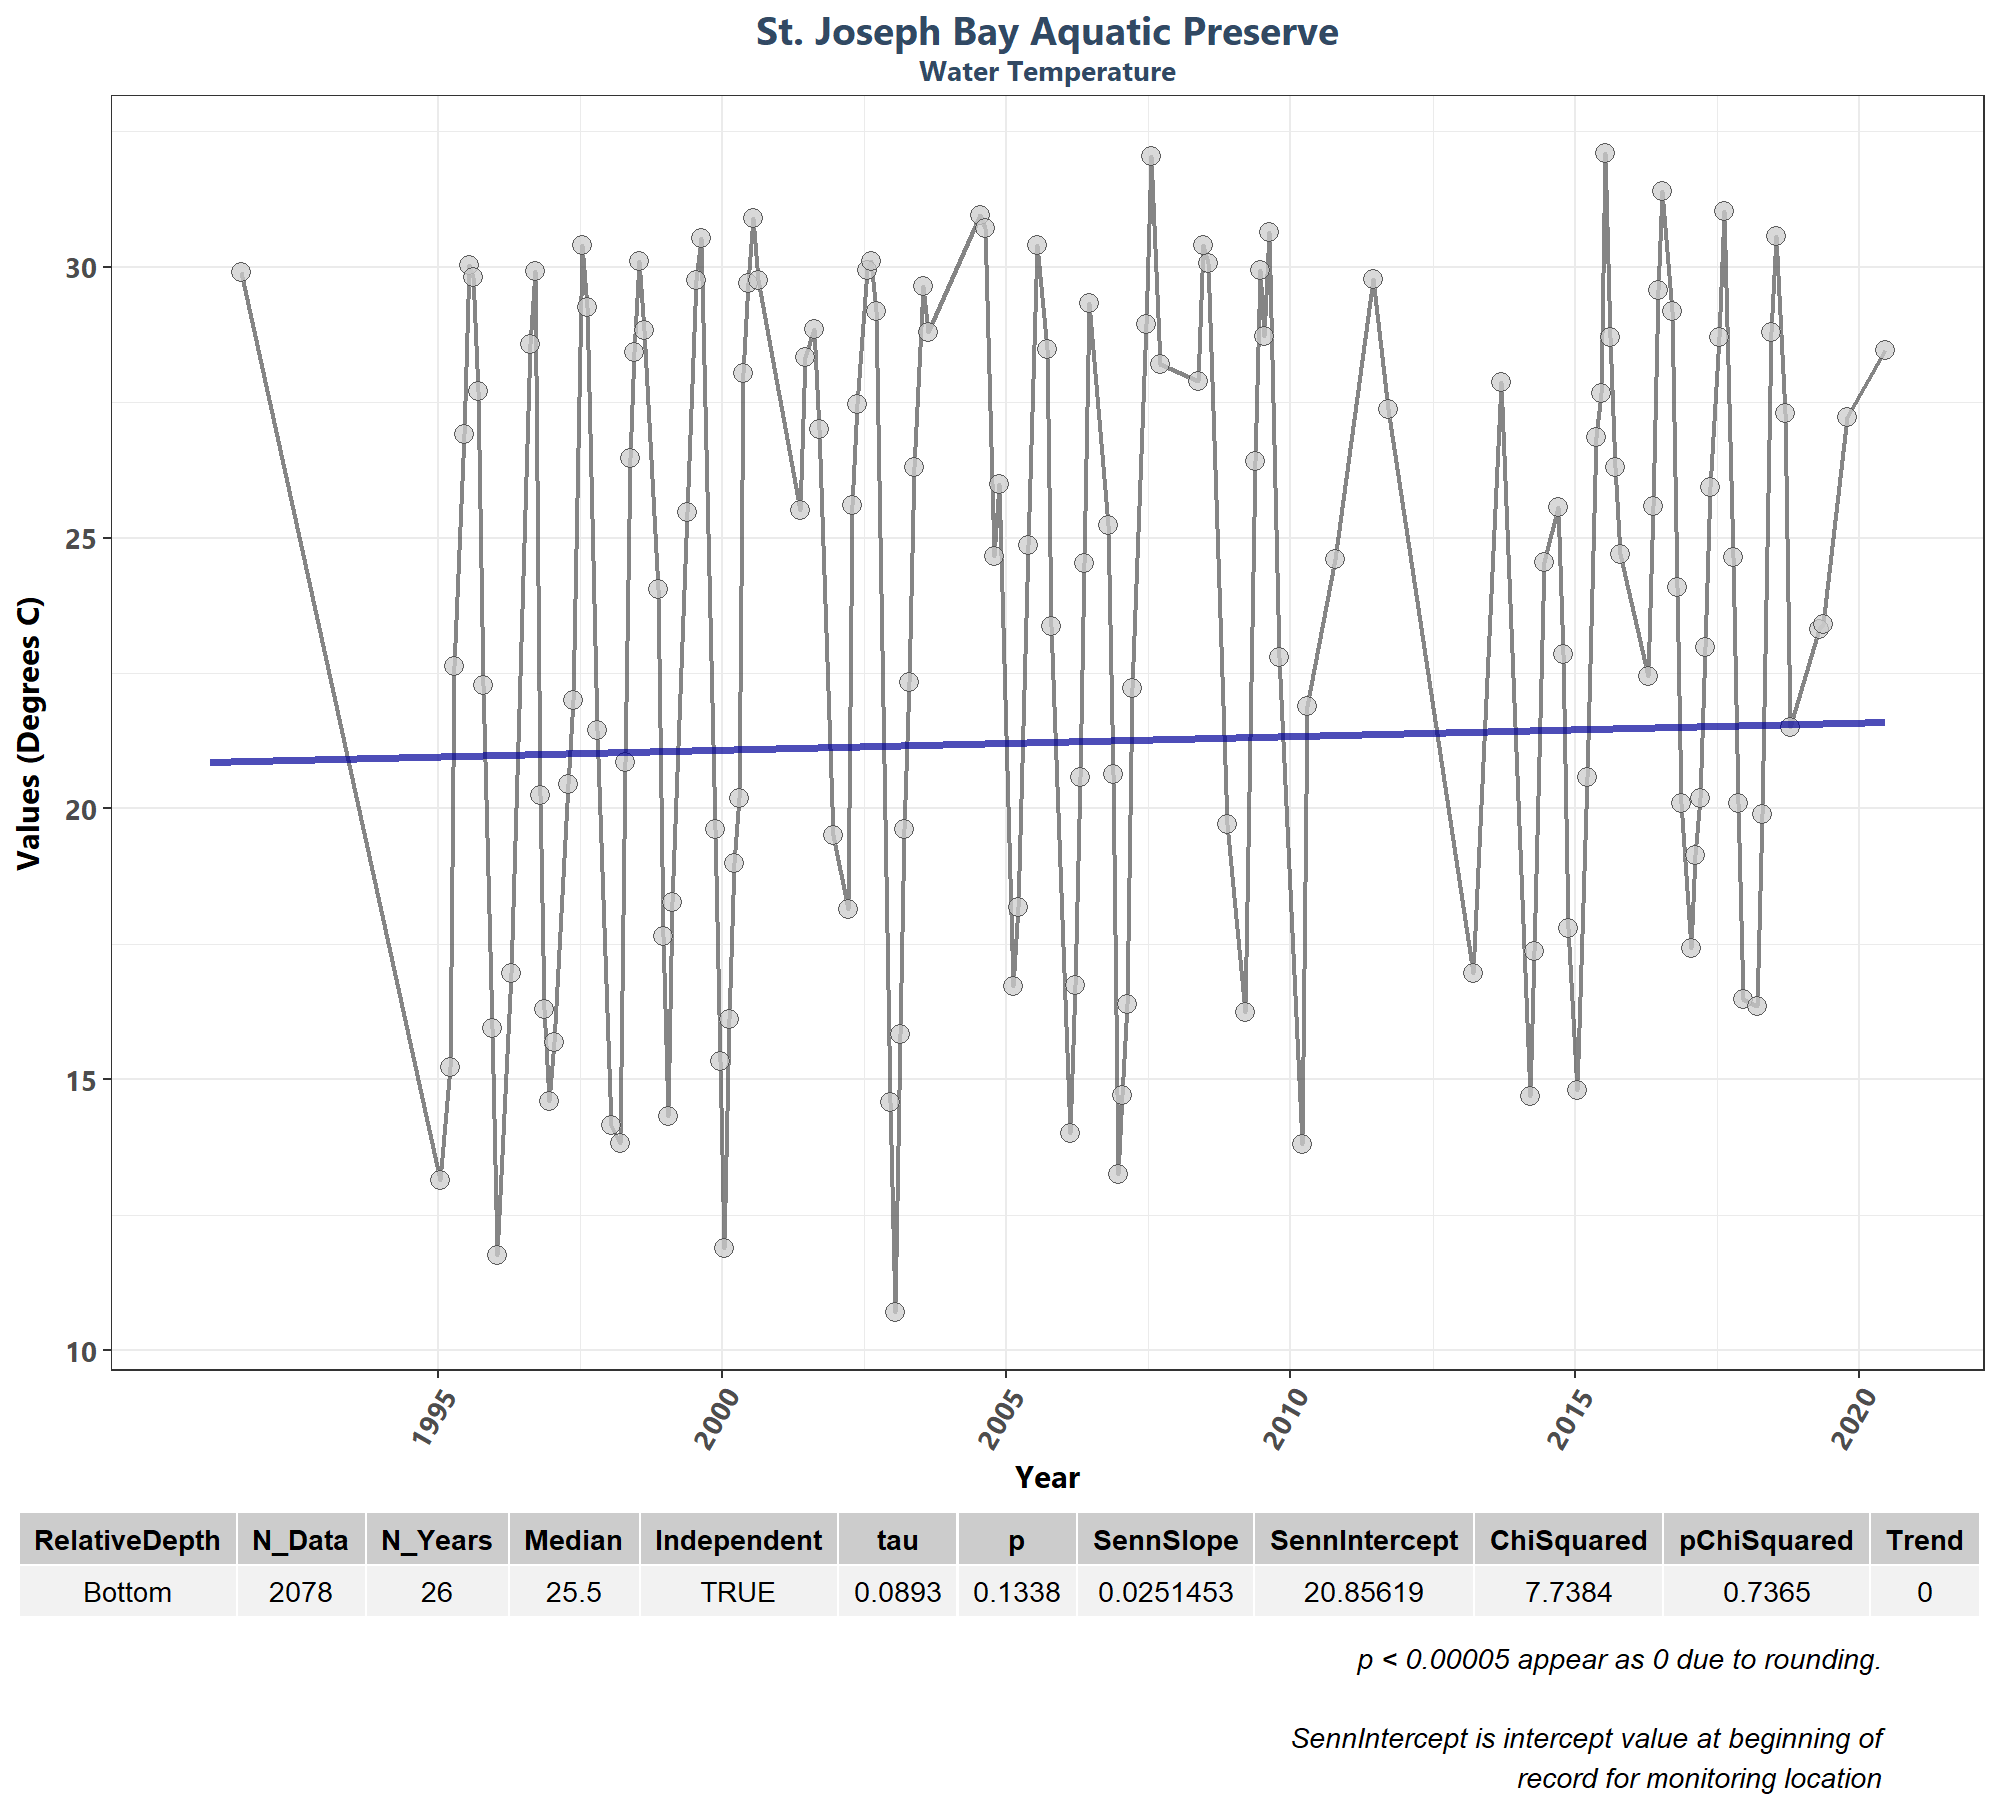 St. Joseph Bay Aquatic Preserve
Water Temperature
Values (Degrees C)
30
25
20
15
10
1995 2000 2005 2010 2015 2020
Year
RelativeDepth N_Data N_Years Median Independent tau p SennSlope SennIntercept ChiSquared pChiSquared Trend
Bottom 2078 26 25.5 TRUE 0.0893 0.1338 0.0251453 20.85619 7.7384 0.7365 0
p < 0.00005 appear as 0 due to rounding.
SennIntercept is intercept value at beginning of
record for monitoring location